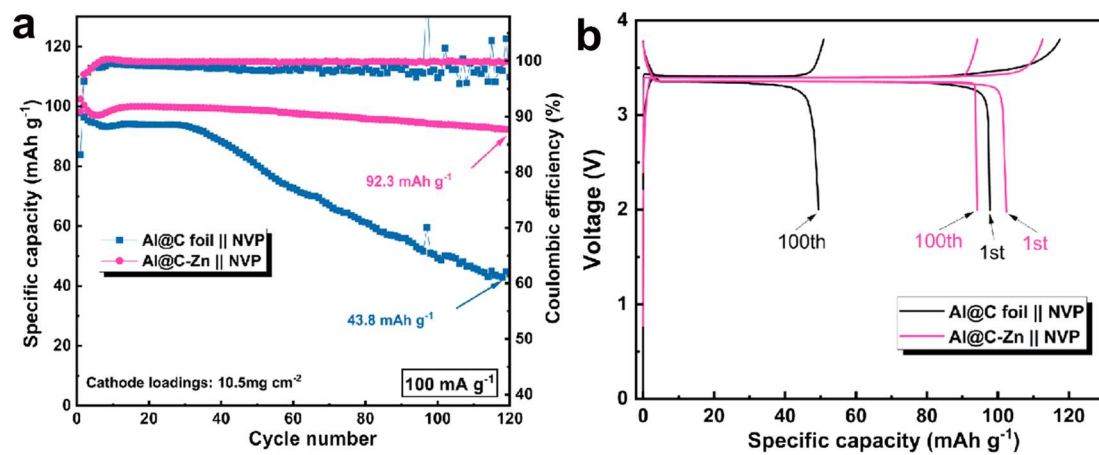 a
Specific capacity (mAh g⁻¹)
120
100
80
60
40
20
0
92.3 mAh g⁻¹
Al@C foil || NVP
Al@C-Zn || NVP
43.8 mAh g⁻¹
Cathode loadings: 10.5mg cm⁻²
100 mA g⁻¹
0 20 40 60 80 100 120
Cycle number
100
90
80
70
60
50
40
Coulombic efficiency (%)
b
Voltage (V)
4
3
2
1
0
100th
100th
1st
1st
Al@C foil || NVP
Al@C-Zn || NVP
0 20 40 60 80 100 120
Specific capacity (mAh g⁻¹)